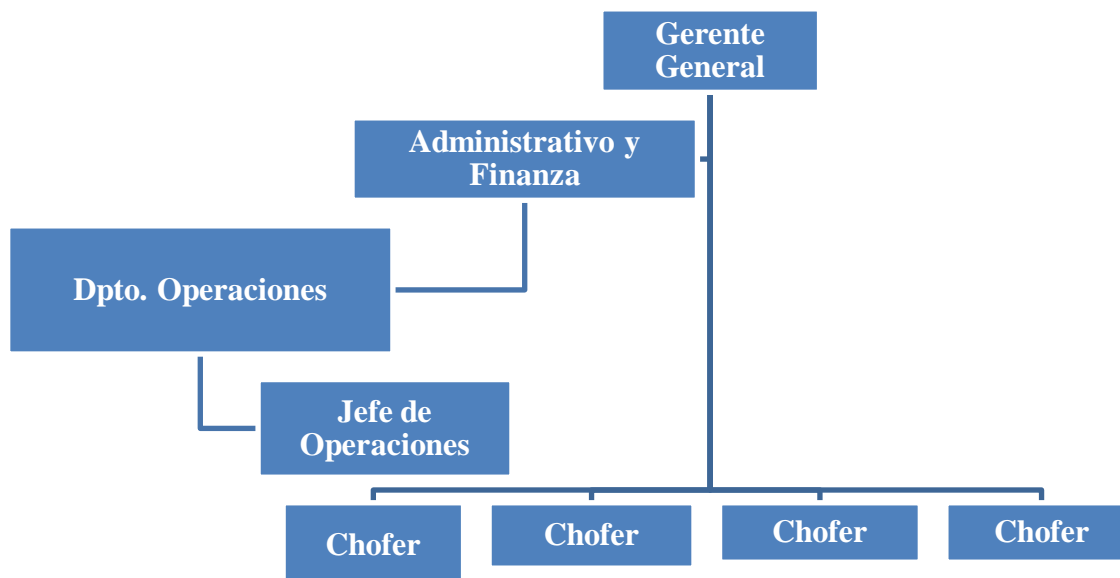 Gerente
General
Administrativo y
Finanza
Dpto. Operaciones
Jefe de
Operaciones
Chofer
Chofer
Chofer
Chofer